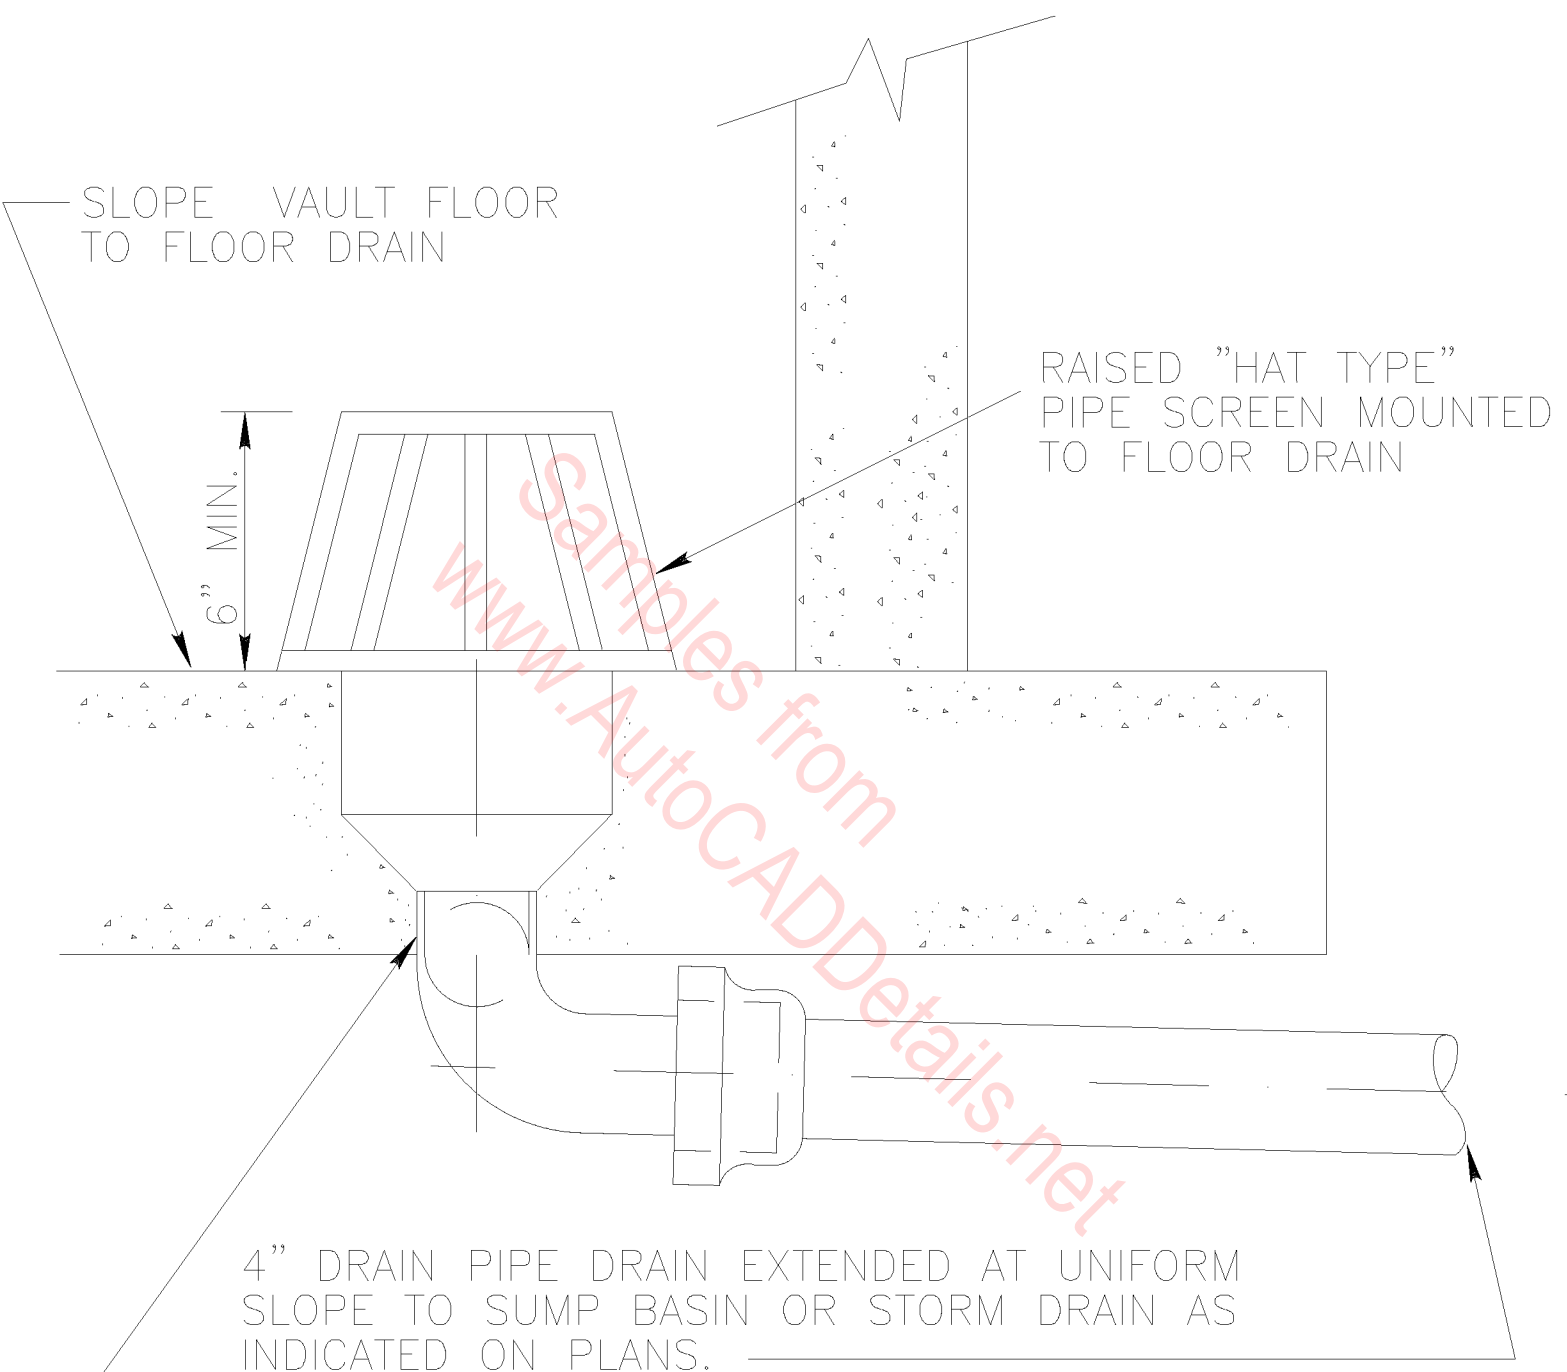 SLOPE VAULT FLOOR
TO FLOOR DRAIN
RAISED "HAT TYPE"
PIPE SCREEN MOUNTED
TO FLOOR DRAIN
6" MIN.
Samples from
www.AutoCADDetails.net
4" DRAIN PIPE DRAIN EXTENDED AT UNIFORM
SLOPE TO SUMP BASIN OR STORM DRAIN AS
INDICATED ON PLANS.